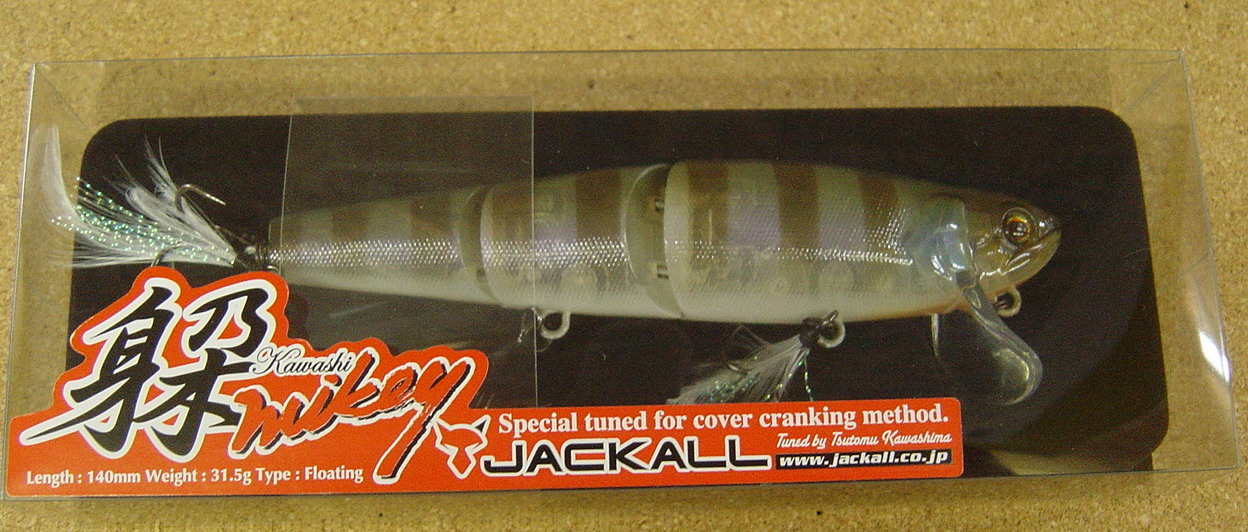 躱
Kawashi
mikey
Special tuned for cover cranking method.
JACKALL
Tuned by Tsutomu Kawashima
www.jackall.co.jp
Length : 140mm Weight : 31.5g Type : Floating